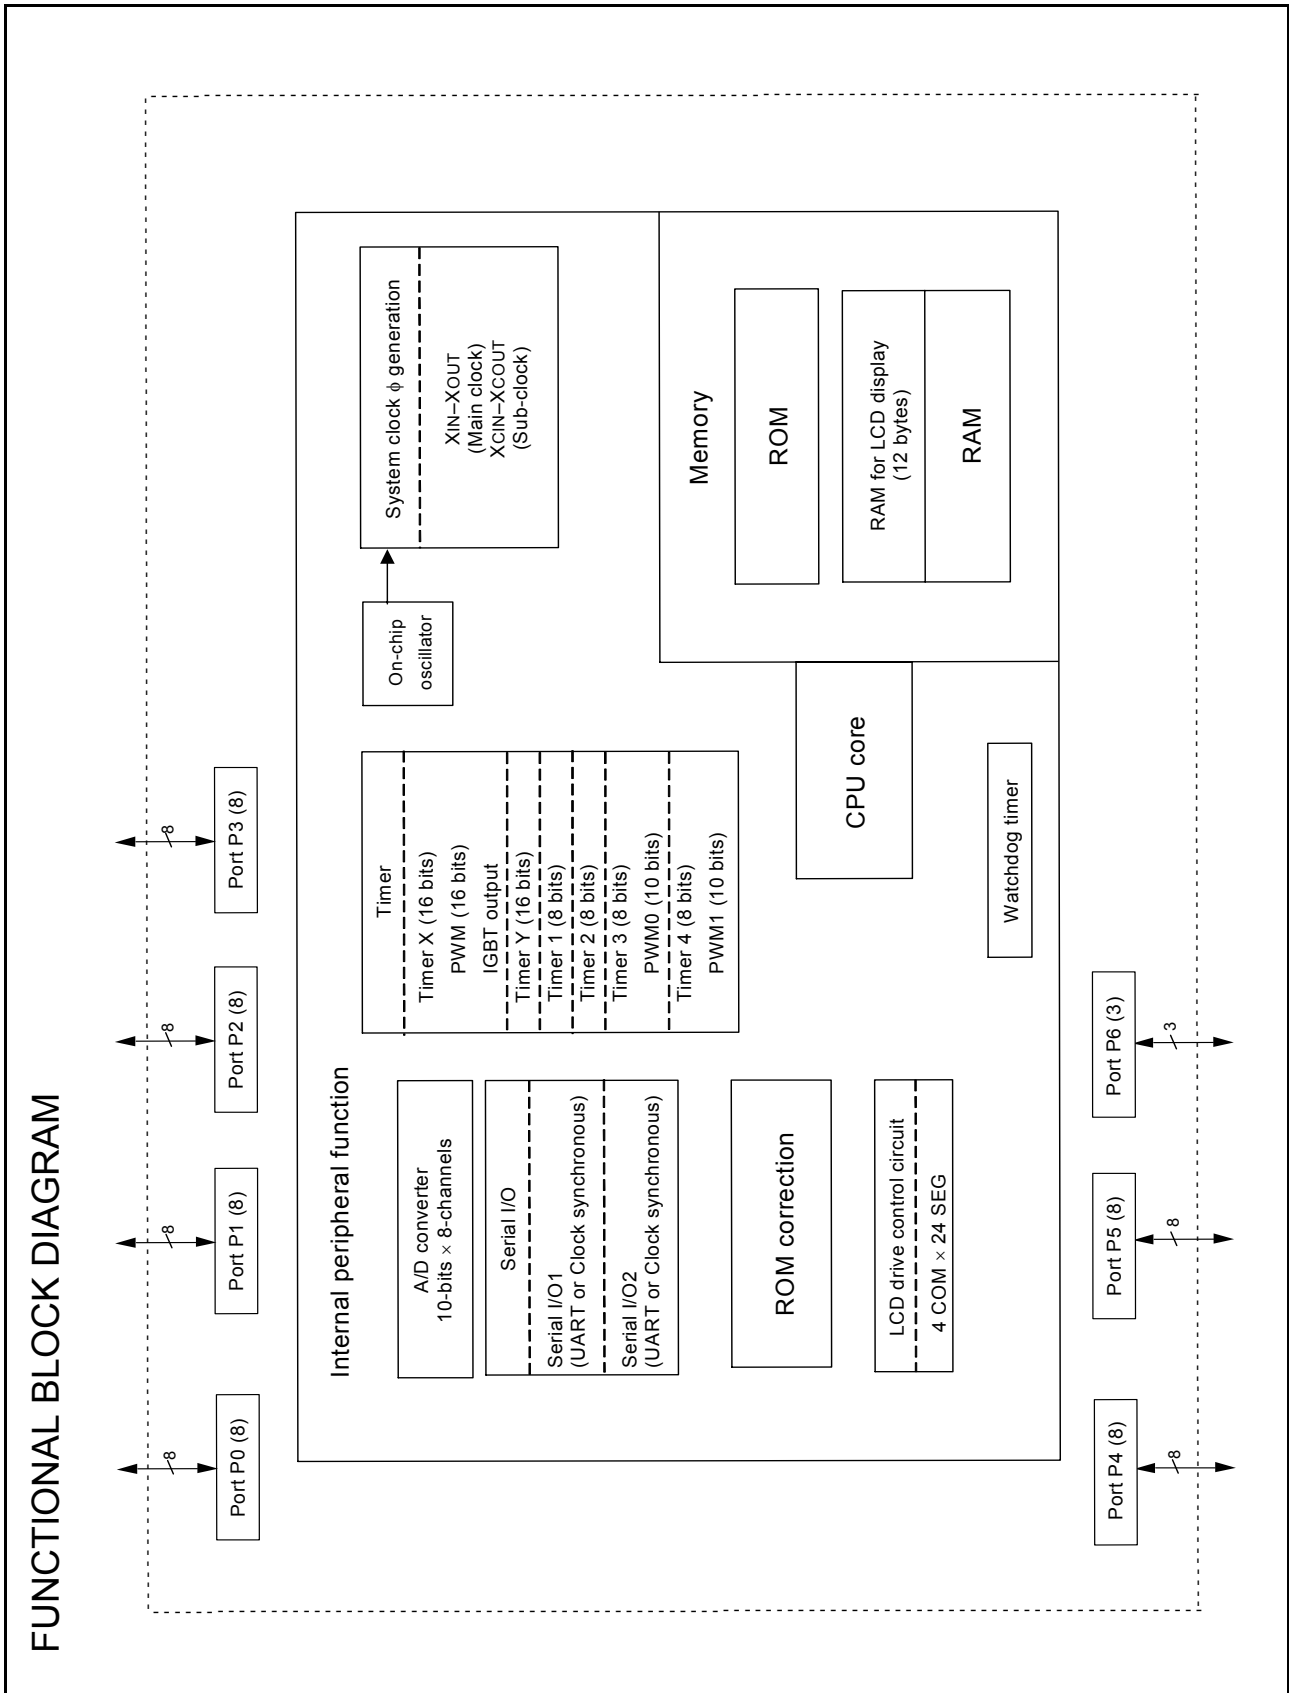 FUNCTIONAL BLOCK DIAGRAM
8
8
8
8
Port P0 (8)
Port P1 (8)
Port P2 (8)
Port P3 (8)
Internal peripheral function
A/D converter
10-bits × 8-channels
Serial I/O
Serial I/O1
(UART or Clock synchronous)
Serial I/O2
(UART or Clock synchronous)
ROM correction
LCD drive control circuit
4 COM × 24 SEG
Timer
Timer X (16 bits)
PWM (16 bits)
IGBT output
Timer Y (16 bits)
Timer 1 (8 bits)
Timer 2 (8 bits)
Timer 3 (8 bits)
PWM0 (10 bits)
Timer 4 (8 bits)
PWM1 (10 bits)
On-chip
oscillator
System clock φ generation
XIN–XOUT
(Main clock)
XCIN–XCOUT
(Sub-clock)
CPU core
Watchdog timer
Memory
ROM
RAM for LCD display
(12 bytes)
RAM
Port P4 (8)
Port P5 (8)
Port P6 (3)
8
8
3